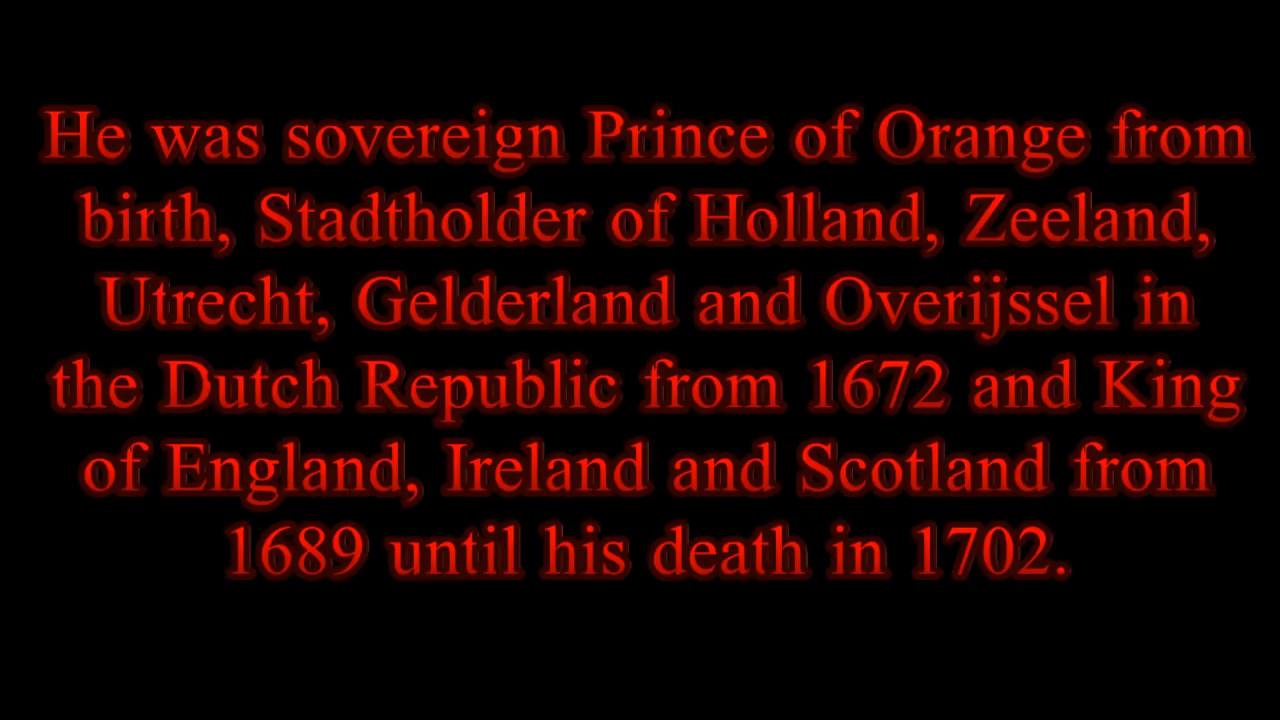 He was sovereign Prince of Orange from
birth, Stadtholder of Holland, Zeeland,
Utrecht, Gelderland and Overijssel in
the Dutch Republic from 1672 and King
of England, Ireland and Scotland from
1689 until his death in 1702.